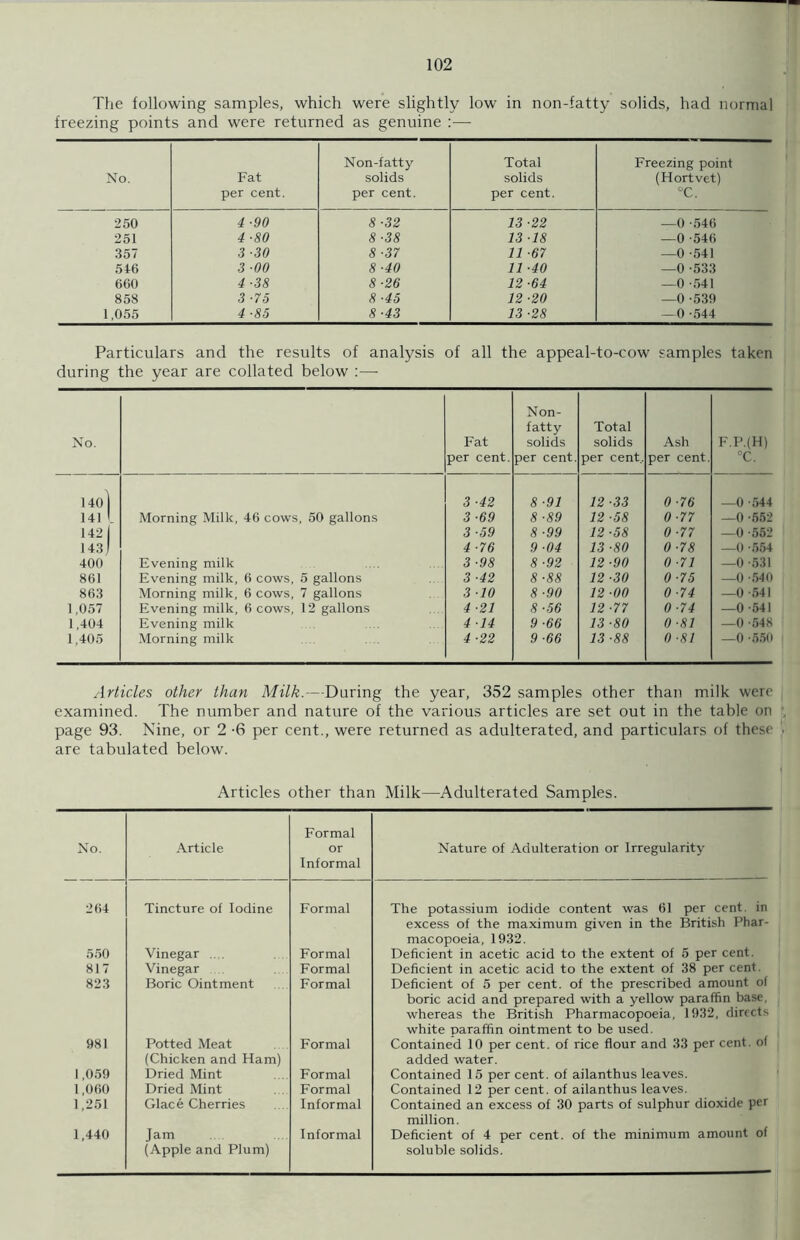 102
The following samples, which were slightly low in non-fatty solids, had normal
freezing points and were returned as genuine :—
No. Fat per cent. Non-fatty solids per cent. Total solids per cent. Freezing point (Hortvet) °C.
250 4·90 8·32 13·22 —0·546
251 4·80 8·38 13·18 —0·546
357 3·30 8·37 11·67 —0·541
546 3·00 8·40 11·40 —0·533
660 4·38 8·26 12·64 —0·541
858 3·75 8·45 12·20 —0·539
1,055 4·85 8·43 13·28 —0·544
Particulars and the results of analysis of all the appeal-to-cow samples taken
during the year are collated below :—
No. Fat per cent. Non-fatty solids per cent. Total solids per cent. Ash per cent. F.P.(H) °C.
140 3·42 8·91 12·33 0·76 —0·544
141 Morning Milk, 46 cows, 50 gallons 3·69 8·89 12·58 0·77 —0·552
142 3·59 8·99 12·58 0·77 —0·552
143 4·76 9·04 13·80 0·78 —0·554
400 Evening milk .... .... 3·98 8·92 12·90 0·71 —0·531
861 Evening milk, 6 cows, 5 gallons .... 3·42 8·88 12·30 0·75 —0·540
863 Morning milk, 6 cows, 7 gallons .... 3·10 8·90 12·00 0·74 —0·541
1,057 Evening milk, 6 cows, 12 gallons .... 4·21 8·56 12·77 0·74 —0·541
1,404 Evening milk .... .... 4·14 9·66 13·80 0·81 —0·548
1,405 Morning milk .... .... 4·22 9·66 13·88 0·81 —0·550
Articles other than Milk.—During the year, 352 samples other than milk were
examined. The number and nature of the various articles are set out in the table on
page 93. Nine, or 2·6 per cent., were returned as adulterated, and particulars of these
are tabulated below.
Articles other than Milk—Adulterated Samples.
No. Article Formal or Informal Nature of Adulteration or Irregularity
264 Tincture of Iodine Formal The potassium iodide content was 61 per cent. in
excess of the maximum given in the British Phar-
macopoeia, 1932.
550 Vinegar .... .... Formal Deficient in acetic acid to the extent of 5 per cent.
817 Vinegar .... .... Formal Deficient in acetic acid to the extent of 38 per cent.
823 Boric Ointment .... Formal Deficient of 5 per cent. of the prescribed amount of
boric acid and prepared with a yellow paraffin base,
whereas the British Pharmacopoeia, 1932, directs
white paraffin ointment to be used.
981 Potted Meat .... Formal Contained 10 per cent. of rice flour and 33 per cent. of
(Chicken and Ham) added water.
1,059 Dried Mint .... Formal Contained 15 per cent. of ailanthus leaves.
1,060 Dried Mint .... Formal Contained 12 per cent. of ailanthus leaves.
1,251 Glacé Cherries .... Informal Contained an excess of 30 parts of sulphur dioxide per
million.
1,440 Jam .... .... Informal Deficient of 4 per cent. of the minimum amount of
(Apple and Plum) soluble solids.